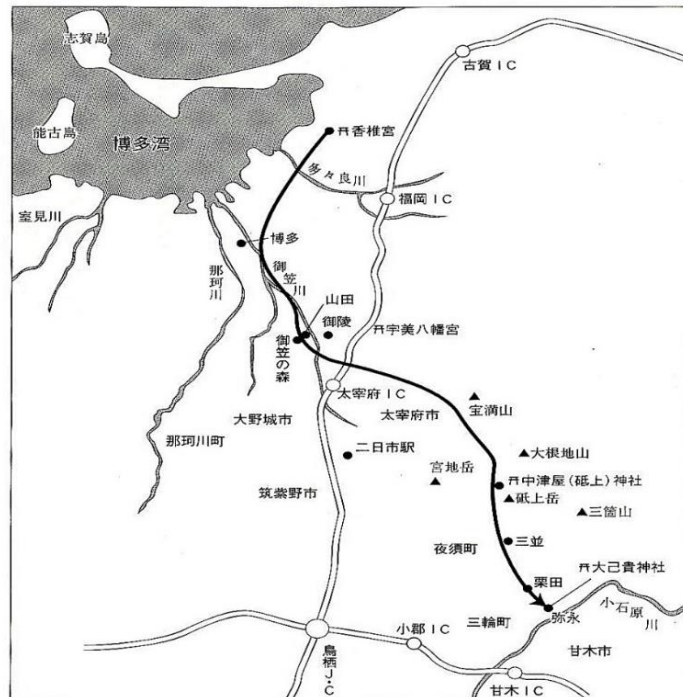 志賀島
古賀IC
能古島
博多湾
开香椎宮
多々良川
福岡IC
室見川
博多
那珂川
御笠川
山田
御陵
开宇美八幡宮
御笠の森
太宰府IC
大野城市
太宰府市
宝満山
那珂川町
二日市駅
大根地山
宮地岳
开中津屋(砥上)神社
筑紫野市
砥上岳
三箇山
夜須町
三並
开大己貴神社
栗田
小石原川
弥永
三輪町
小郡IC
甘木市
鳥栖J・C
甘木IC